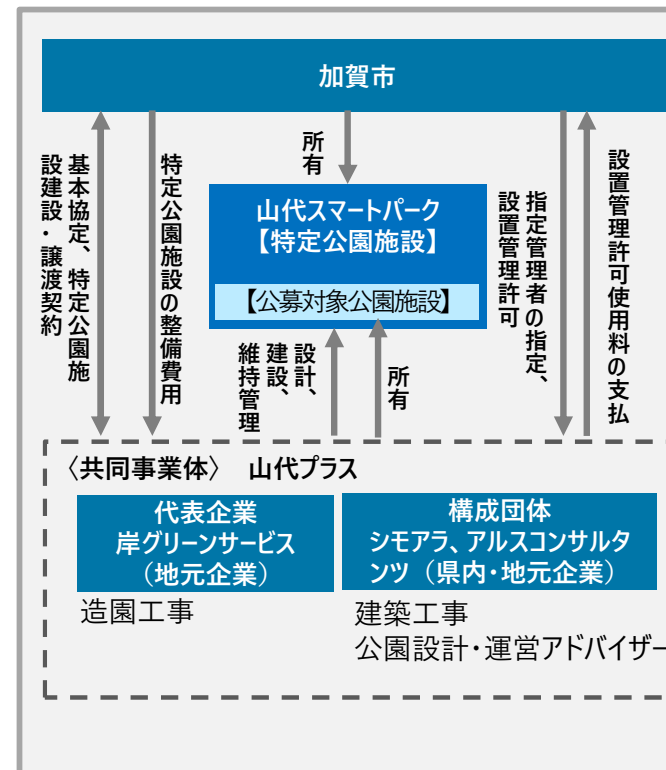 加賀市
基本協定、特定公園施
設建設・譲渡契約
特定公園施設の整備費用
所有
山代スマートパーク
【特定公園施設】
【公募対象公園施設】
指定管理者の指定、
設置管理許可
設置管理許可使用料の支払
設計、
建設、
維持管理
所有
〈共同事業体〉 山代プラス
代表企業
岸グリーンサービス
（地元企業）
構成団体
シモアラ、アルスコンサルタ
ンツ（県内・地元企業）
造園工事
建築工事
公園設計・運営アドバイザー